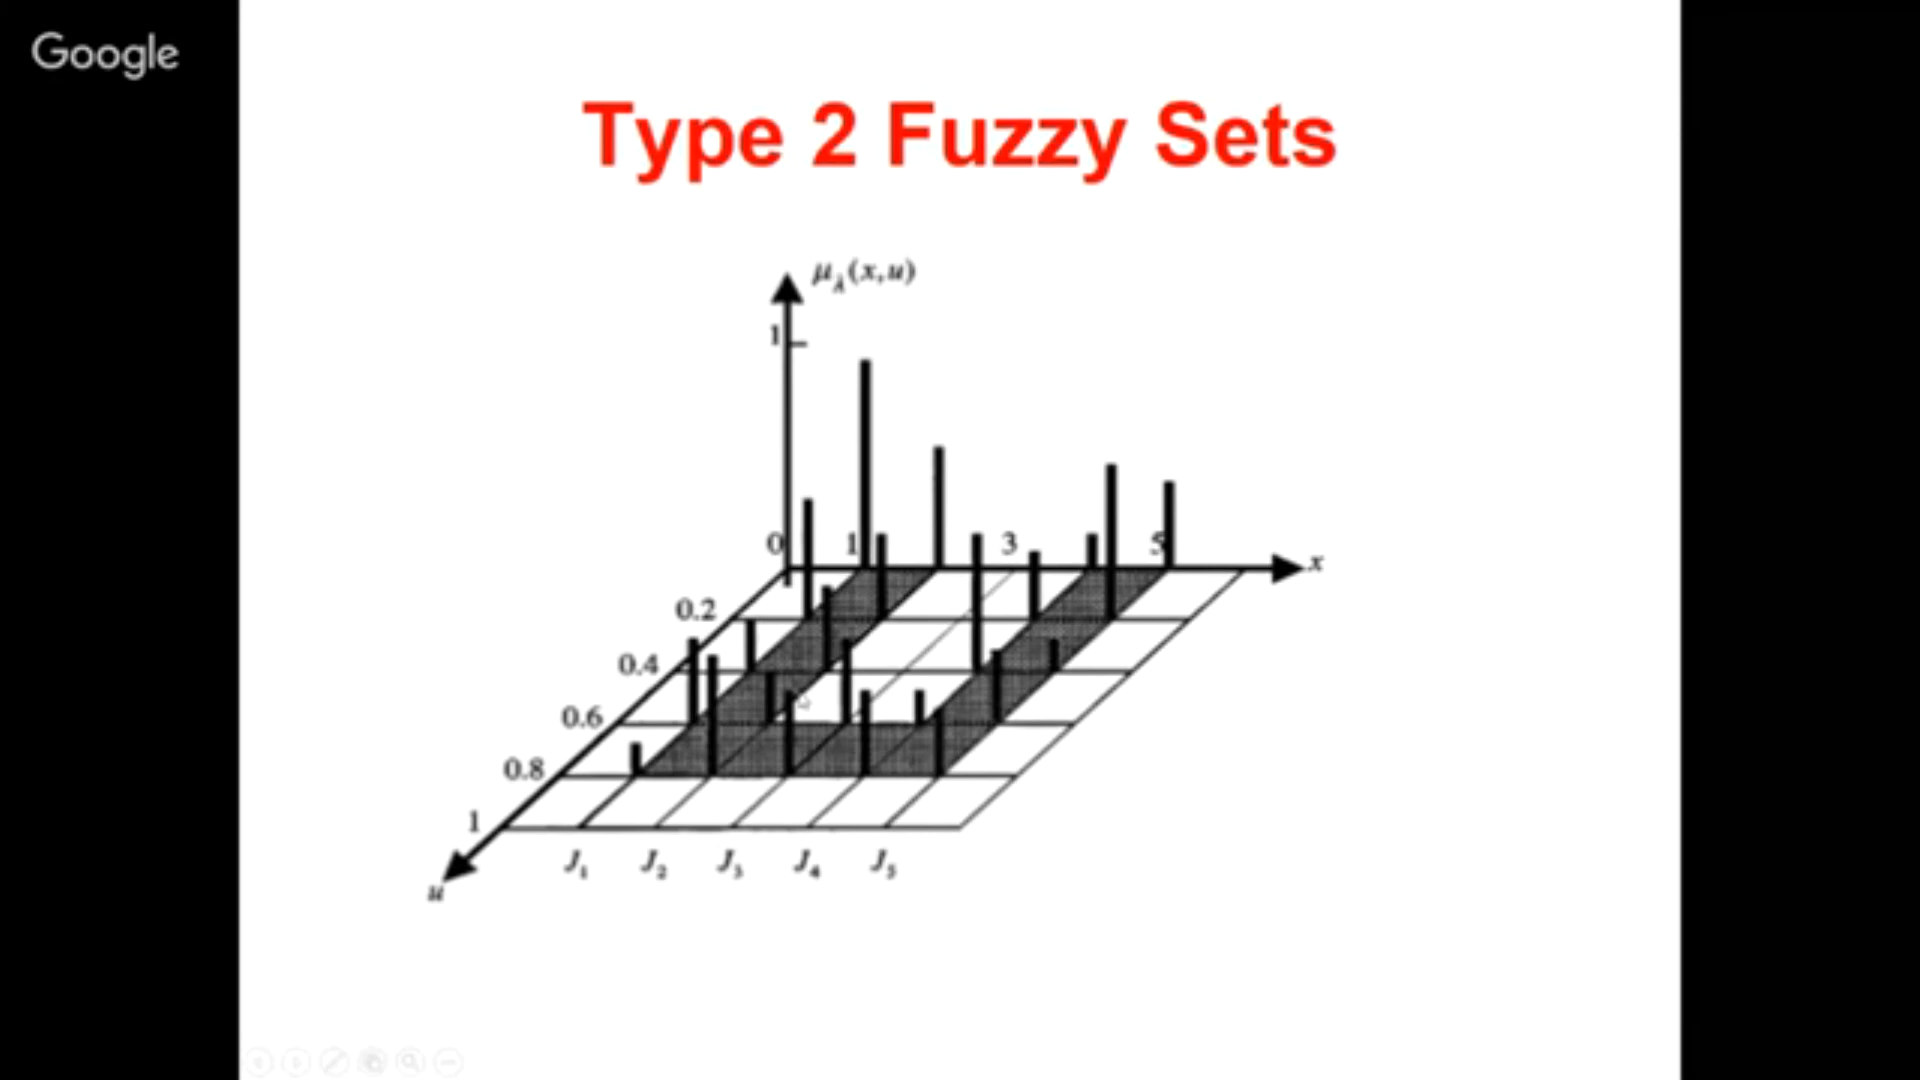 Google
Type 2 Fuzzy Sets
μ_Ã(x,u)
1
0 1 3 5 x
0.2
0.4
0.6
0.8
1
J₁ J₂ J₃ J₄ J₅
u